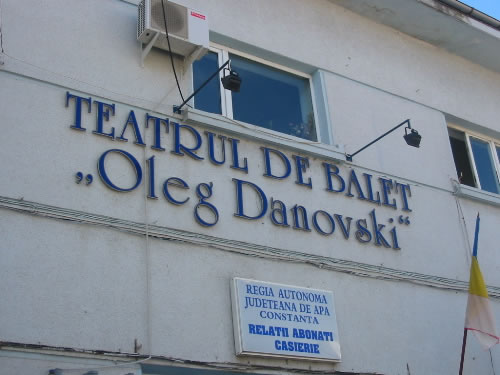 TEATRUL DE BALET
„Oleg Danovski“
REGIA AUTONOMA
JUDETEANA DE APA
CONSTANTA
RELATII ABONATI
CASIERIE